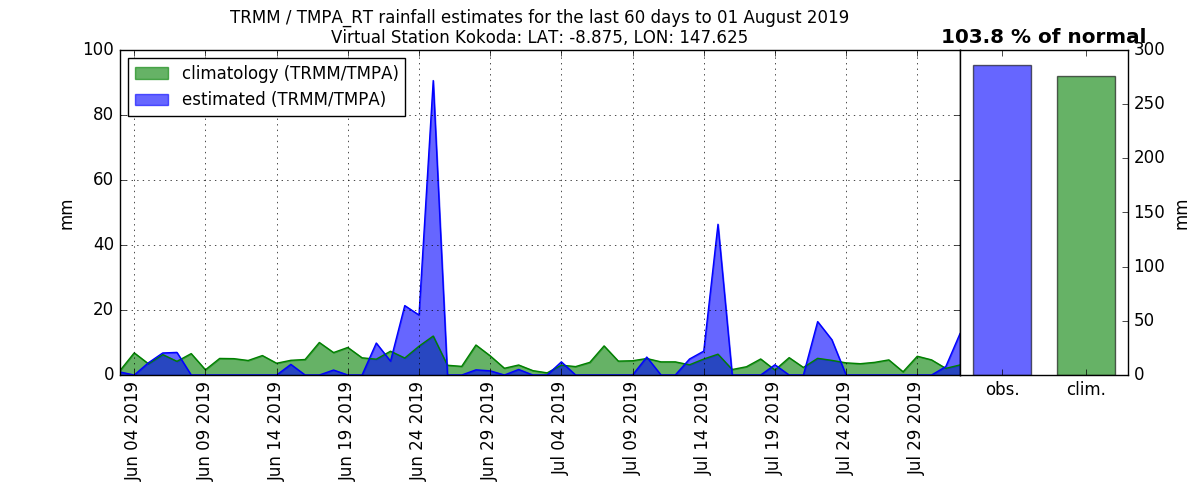 TRMM / TMPA_RT rainfall estimates for the last 60 days to 01 August 2019
Virtual Station Kokoda: LAT: -8.875, LON: 147.625
103.8 % of normal
climatology (TRMM/TMPA)
estimated (TRMM/TMPA)
100
80
60
40
20
0
mm
Jun 04 2019
Jun 09 2019
Jun 14 2019
Jun 19 2019
Jun 24 2019
Jun 29 2019
Jul 04 2019
Jul 09 2019
Jul 14 2019
Jul 19 2019
Jul 24 2019
Jul 29 2019
300
250
200
150
100
50
0
mm
obs.
clim.